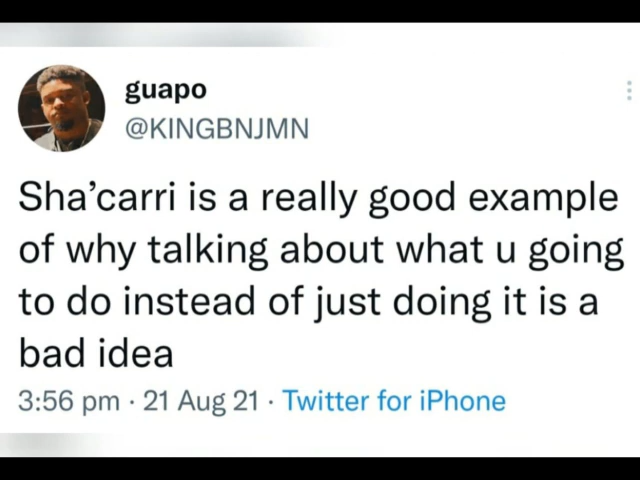 guapo
@KINGBNJMN
Sha’carri is a really good example
of why talking about what u going
to do instead of just doing it is a
bad idea
3:56 pm · 21 Aug 21 · Twitter for iPhone